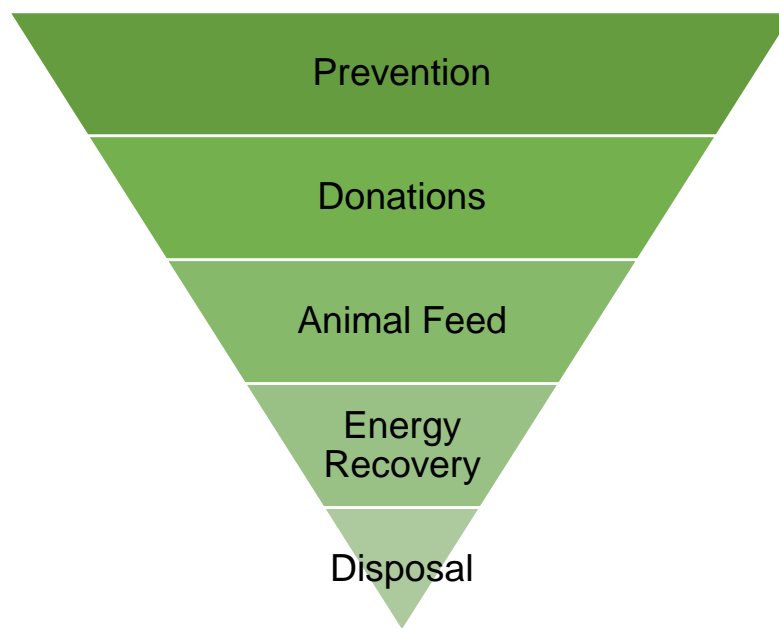 Prevention
Donations
Animal Feed
Energy
Recovery
Disposal